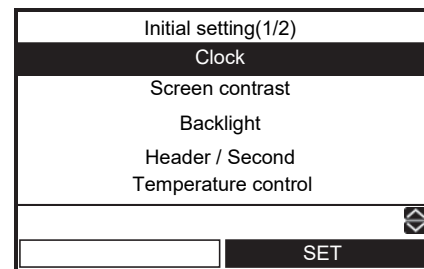 Initial setting(1/2)
Clock
Screen contrast
Backlight
Header / Second
Temperature control
SET